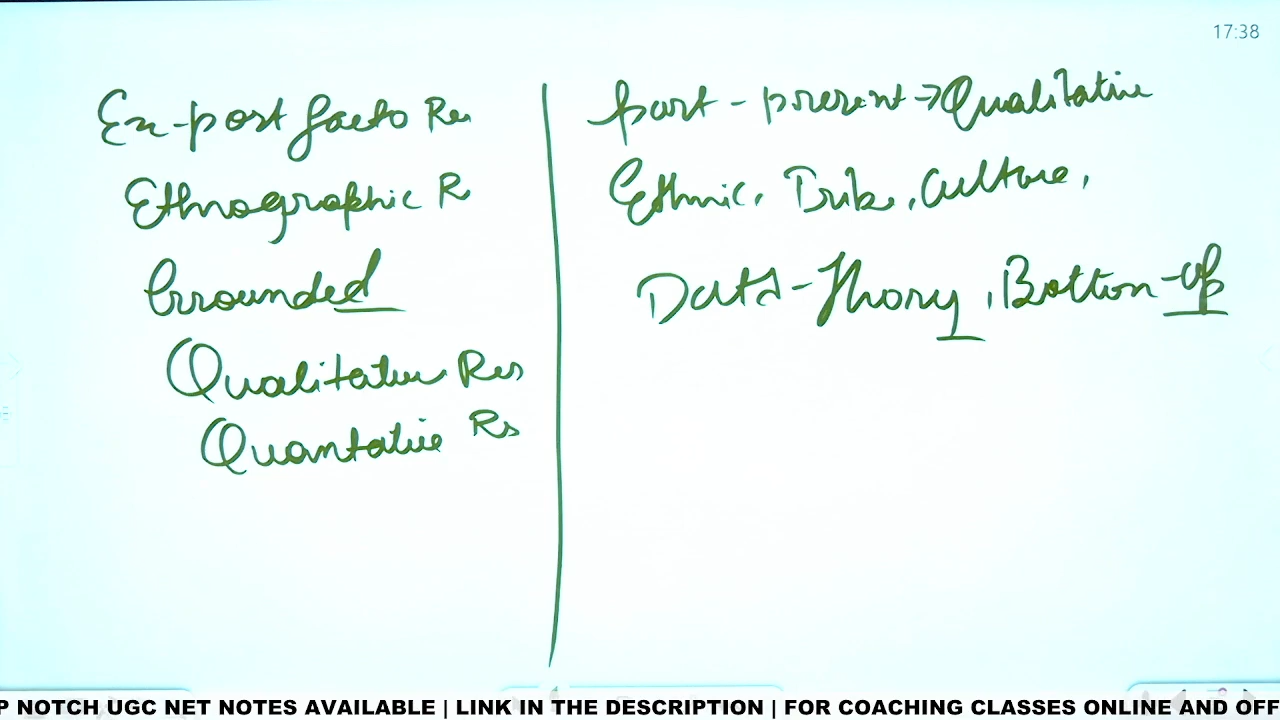 17:38
Ex-post facto Res
past - present → Qualitative
Ethnographic R
Ethnic, Tribe, Culture,
Grounded
Data - Thory, Bottom-up
Qualitative Res
Quantative Rs
P NOTCH UGC NET NOTES AVAILABLE | LINK IN THE DESCRIPTION | FOR COACHING CLASSES ONLINE AND OFF